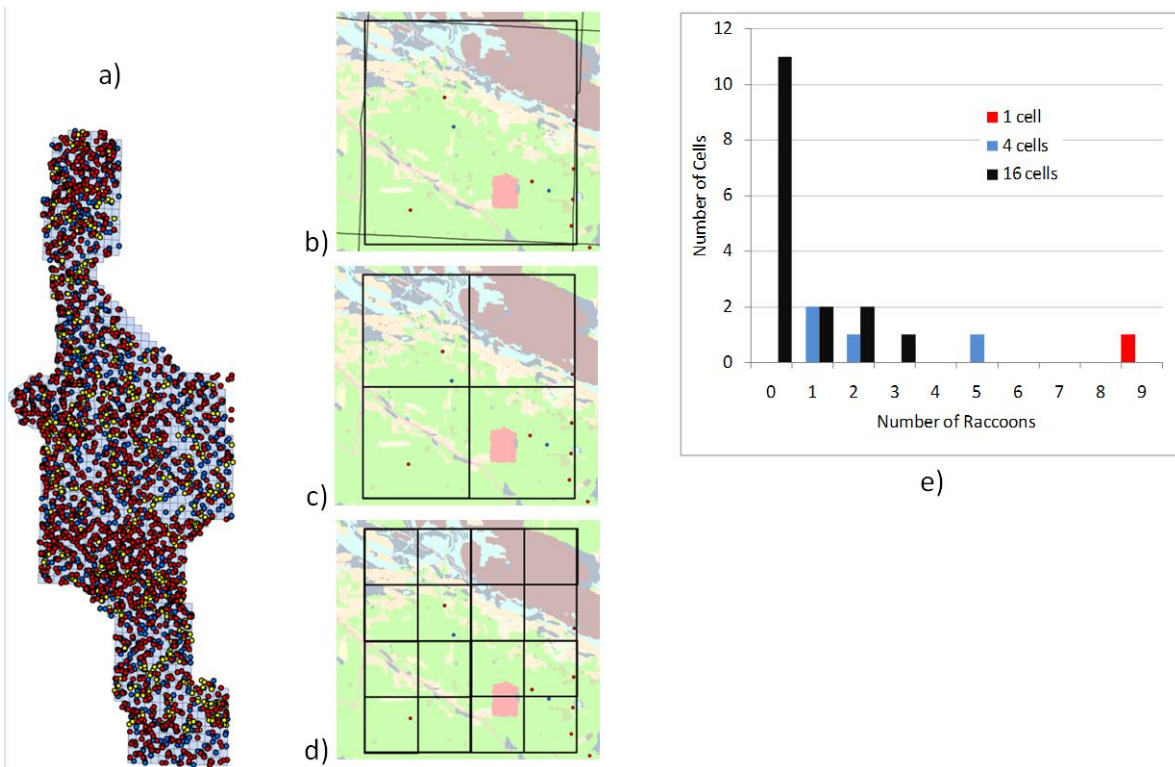 a)
b)
c)
d)
12
10
8
6
4
2
0
Number of Cells
1 cell
4 cells
16 cells
0 1 2 3 4 5 6 7 8 9
Number of Raccoons
e)